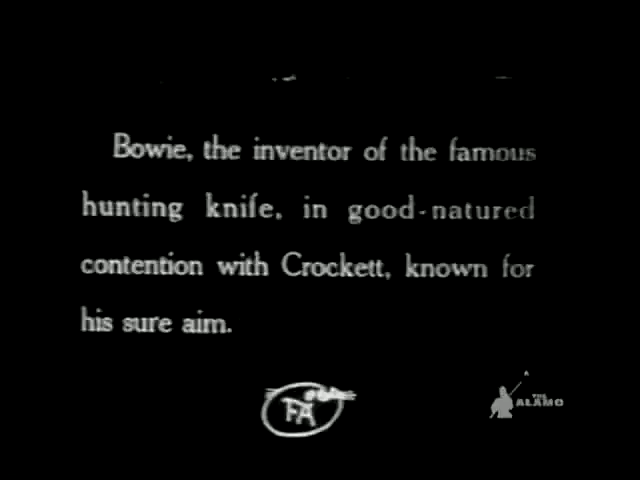 Bowie, the inventor of the famous
hunting knife, in good-natured
contention with Crockett, known for
his sure aim.
FA
THE
ALAMO